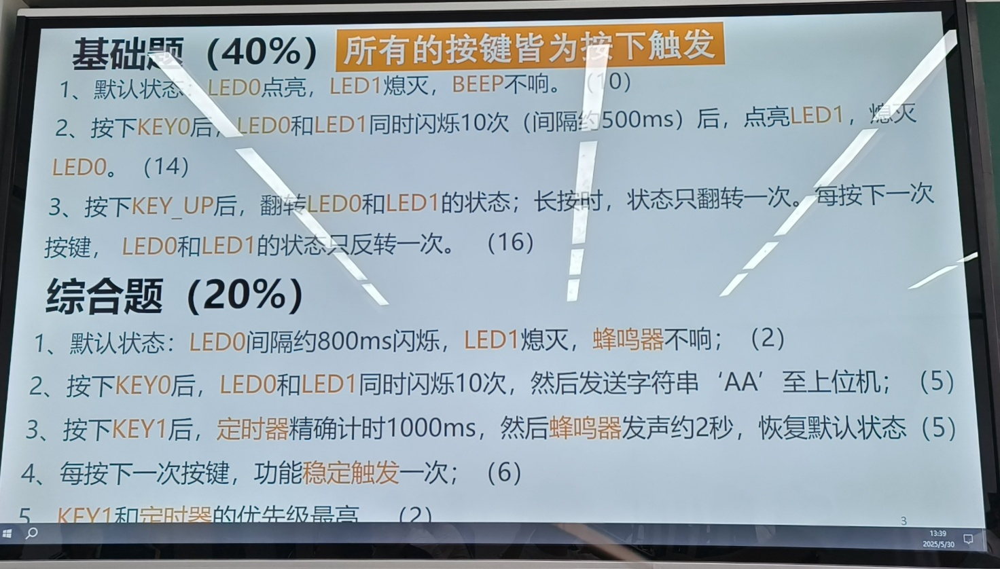 基础题（40%） 所有的按键皆为按下触发
1、默认状态：LED0点亮，LED1熄灭，BEEP不响。（10）
2、按下KEY0后，LED0和LED1同时闪烁10次（间隔约500ms）后，点亮LED1，熄灭
LED0。（14）
3、按下KEY_UP后，翻转LED0和LED1的状态；长按时，状态只翻转一次。每按下一次
按键， LED0和LED1的状态只反转一次。（16）
综合题（20%）
1、默认状态：LED0间隔约800ms闪烁，LED1熄灭，蜂鸣器不响；（2）
2、按下KEY0后，LED0和LED1同时闪烁10次，然后发送字符串‘AA’至上位机；（5）
3、按下KEY1后，定时器精确计时1000ms，然后蜂鸣器发声约2秒，恢复默认状态（5）
4、每按下一次按键，功能稳定触发一次；（6）
5、KEY1和定时器的优先级最高 （2）
3
13:39
2025/5/30